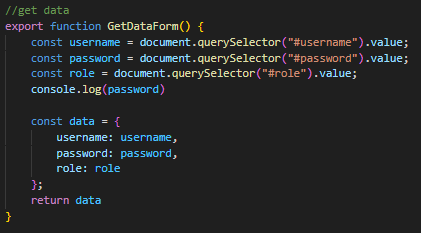 //get data
export function GetDataForm() {
    const username = document.querySelector("#username").value;
    const password = document.querySelector("#password").value;
    const role = document.querySelector("#role").value;
    console.log(password)
    const data = {
        username: username,
        password: password,
        role: role
    };
    return data
}